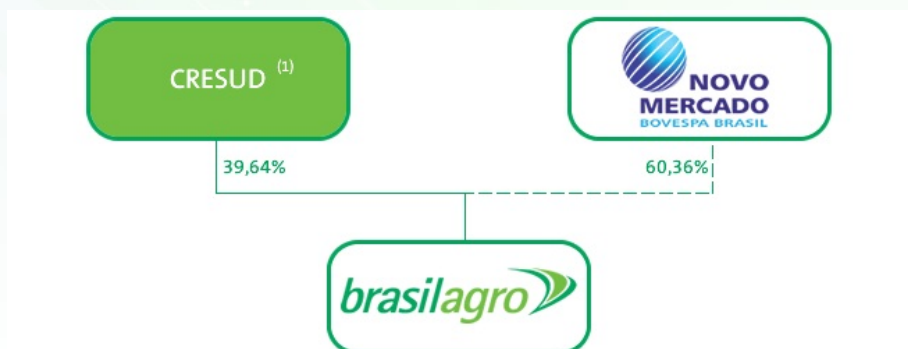 CRESUD (1)
NOVO
MERCADO
BOVESPA BRASIL
39,64%
60,36%
brasilagro